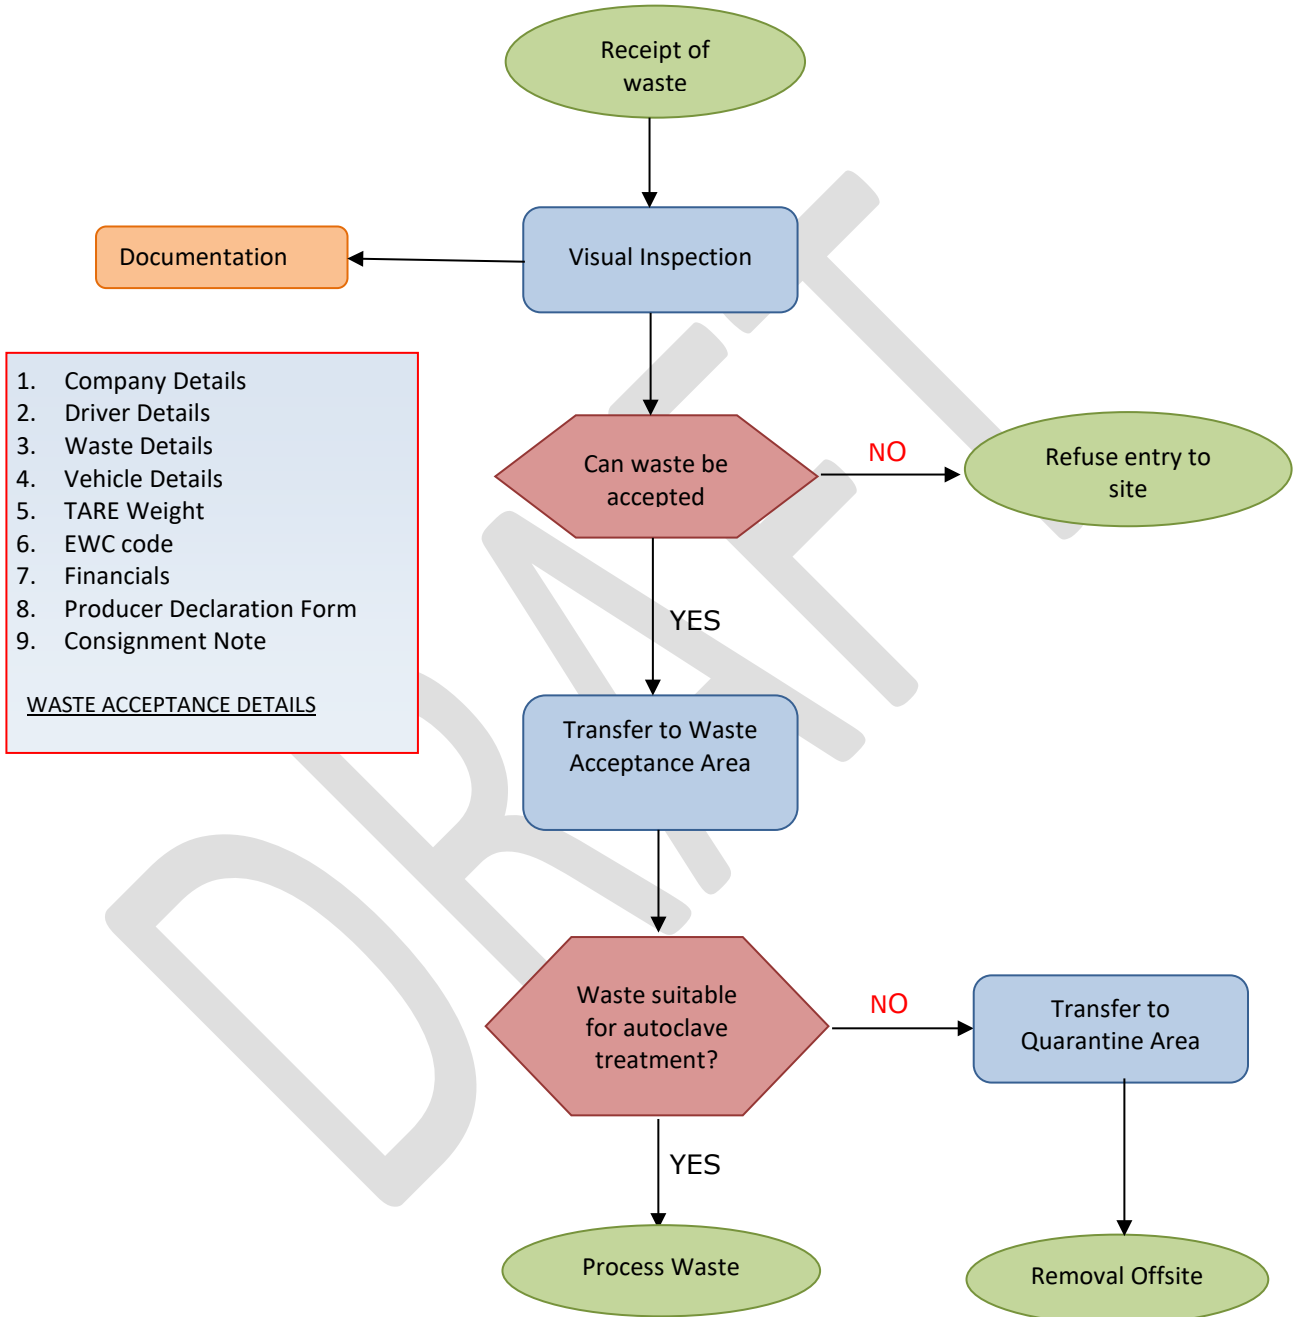 Receipt of
waste
Documentation
Visual Inspection
1. Company Details
2. Driver Details
3. Waste Details
4. Vehicle Details
5. TARE Weight
6. EWC code
7. Financials
8. Producer Declaration Form
9. Consignment Note
WASTE ACCEPTANCE DETAILS
Can waste be
accepted
NO
Refuse entry to
site
YES
Transfer to Waste
Acceptance Area
Waste suitable
for autoclave
treatment?
NO
Transfer to
Quarantine Area
YES
Process Waste
Removal Offsite
DRAFT